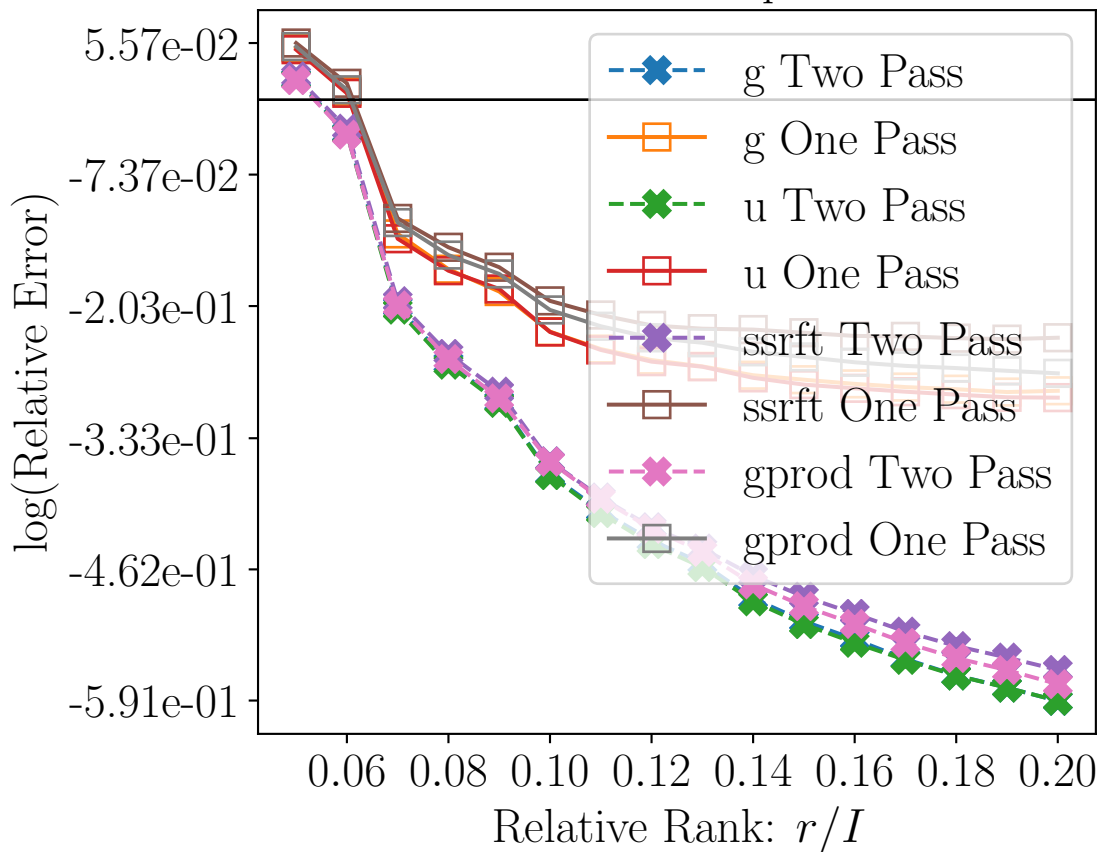 5.57e-02
-7.37e-02
-2.03e-01
-3.33e-01
-4.62e-01
-5.91e-01
log(Relative Error)
g Two Pass
g One Pass
u Two Pass
u One Pass
ssrft Two Pass
ssrft One Pass
gprod Two Pass
gprod One Pass
0.06 0.08 0.10 0.12 0.14 0.16 0.18 0.20
Relative Rank: r/I